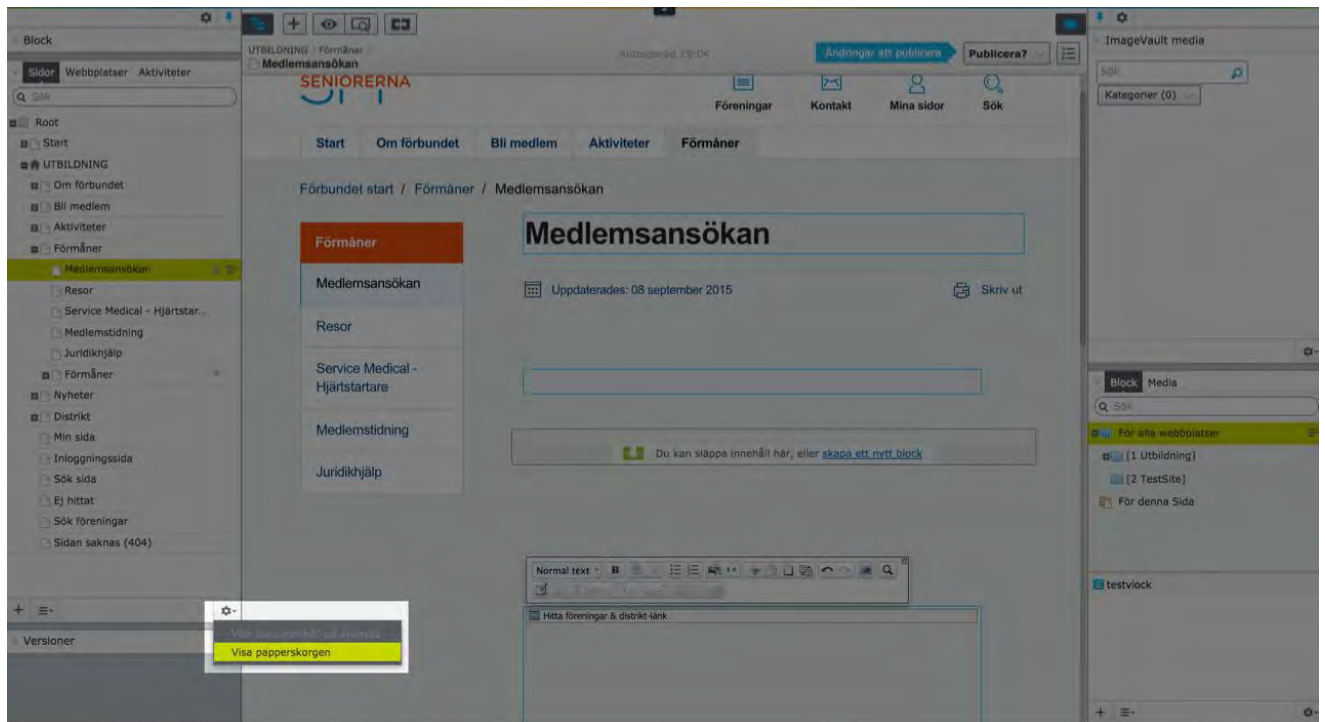 Block
Sidor Webbplatser Aktiviteter
Sök
Root
Start
UTBILDNING
Om förbundet
Bli medlem
Aktiviteter
Förmåner
Medlemsansökan
Resor
Service Medical - Hjärtstar...
Medlemstidning
Juridikhjälp
Förmåner
Nyheter
Distrikt
Min sida
Inloggningssida
Sök sida
Ej hittat
Sök föreningar
Sidan saknas (404)
Versioner
Visa papperskorgen
UTBILDNING Förmåner
Medlemsansökan
Ändringar att publicera
Publicera?
SENIORERNA
Föreningar Kontakt Mina sidor Sök
Start Om förbundet Bli medlem Aktiviteter Förmåner
Förbundet start / Förmåner / Medlemsansökan
Förmåner
Medlemsansökan
Resor
Service Medical -
Hjärtstartare
Medlemstidning
Juridikhjälp
Medlemsansökan
Uppdaterades: 08 september 2015
Skriv ut
Du kan släppa innehåll här, eller skapa ett nytt block
Normal text B
Hitta föreningar & distrikt-länk
ImageVault media
Sök
Kategorier (0)
Block Media
Sök
För alla webbplatser
[1 Utbildning]
[2 TestSite]
För denna Sida
testvlock